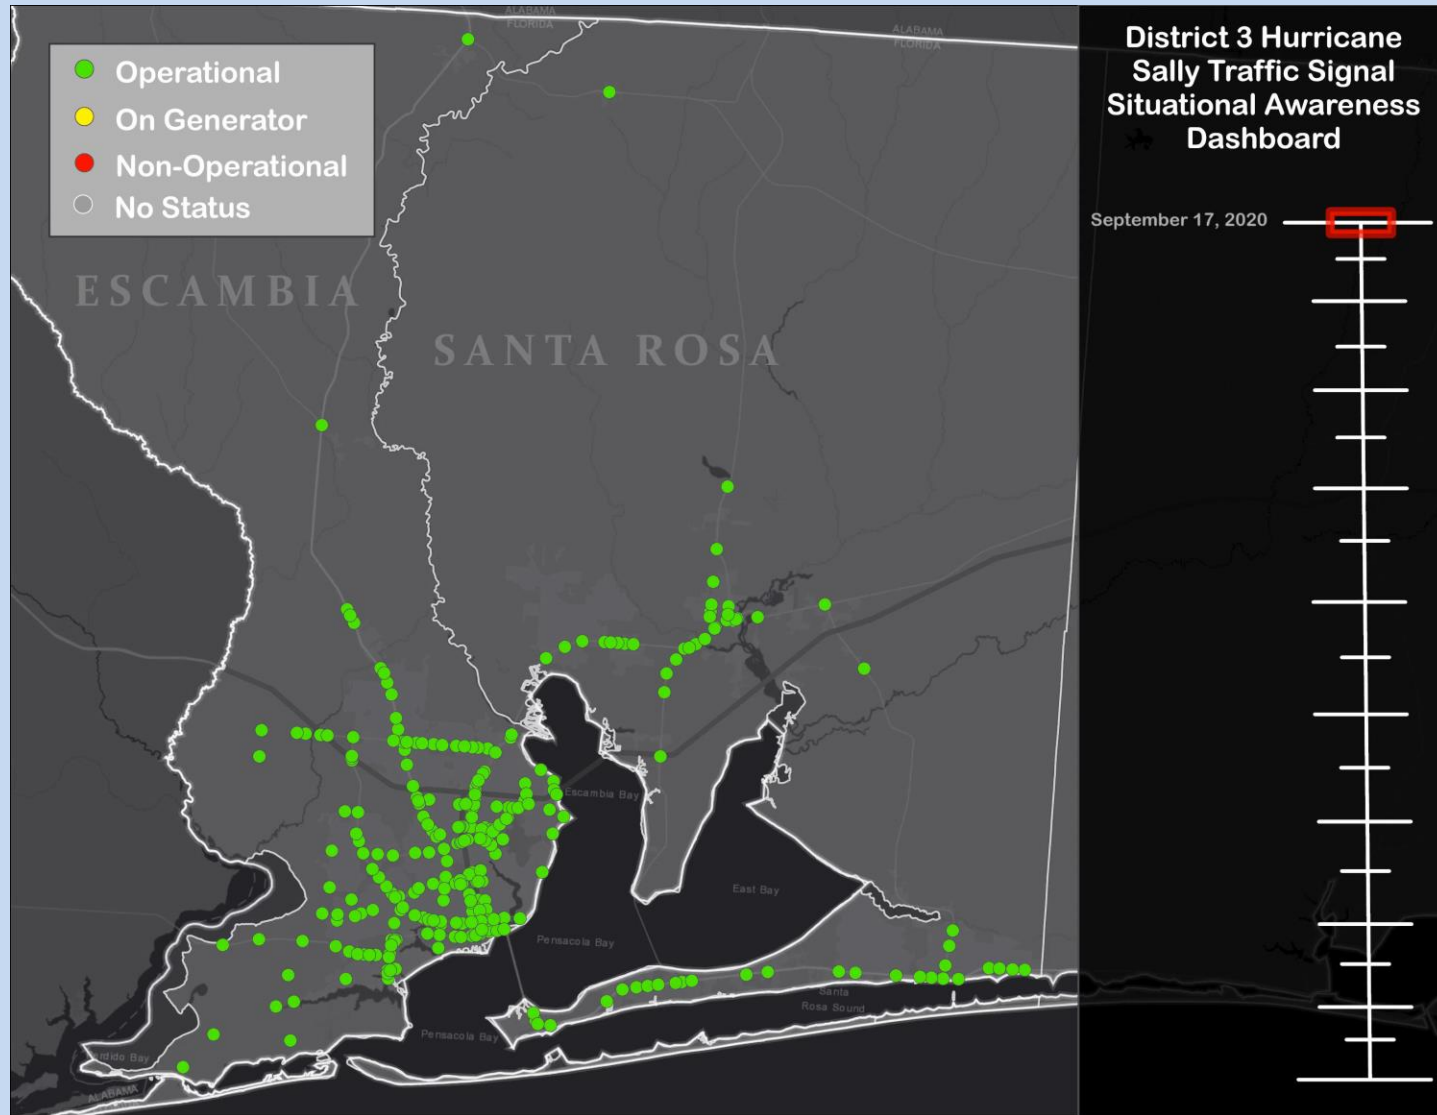 ALABAMA
FLORIDA
ALABAMA
FLORIDA
Operational
On Generator
Non-Operational
No Status
District 3 Hurricane
Sally Traffic Signal
Situational Awareness
Dashboard
September 17, 2020
ESCAMBIA
SANTA ROSA
Escambia Bay
East Bay
Pensacola Bay
Santa
Rosa Sound
Pensacola Bay
rdido Bay
ALABAMA